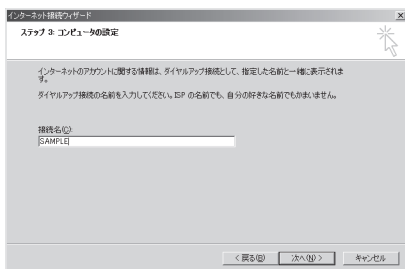 インターネット接続ウィザード
ステップ 3: コンピュータの設定
インターネットのアカウントに関する情報は、ダイヤルアップ接続として、指定した名前と一緒に表示されま
す。
ダイヤルアップ接続の名前を入力してください。ISP の名前でも、自分の好きな名前でもかまいません。
接続名(C):
SAMPLE
< 戻る(B)
次へ(N) >
キャンセル